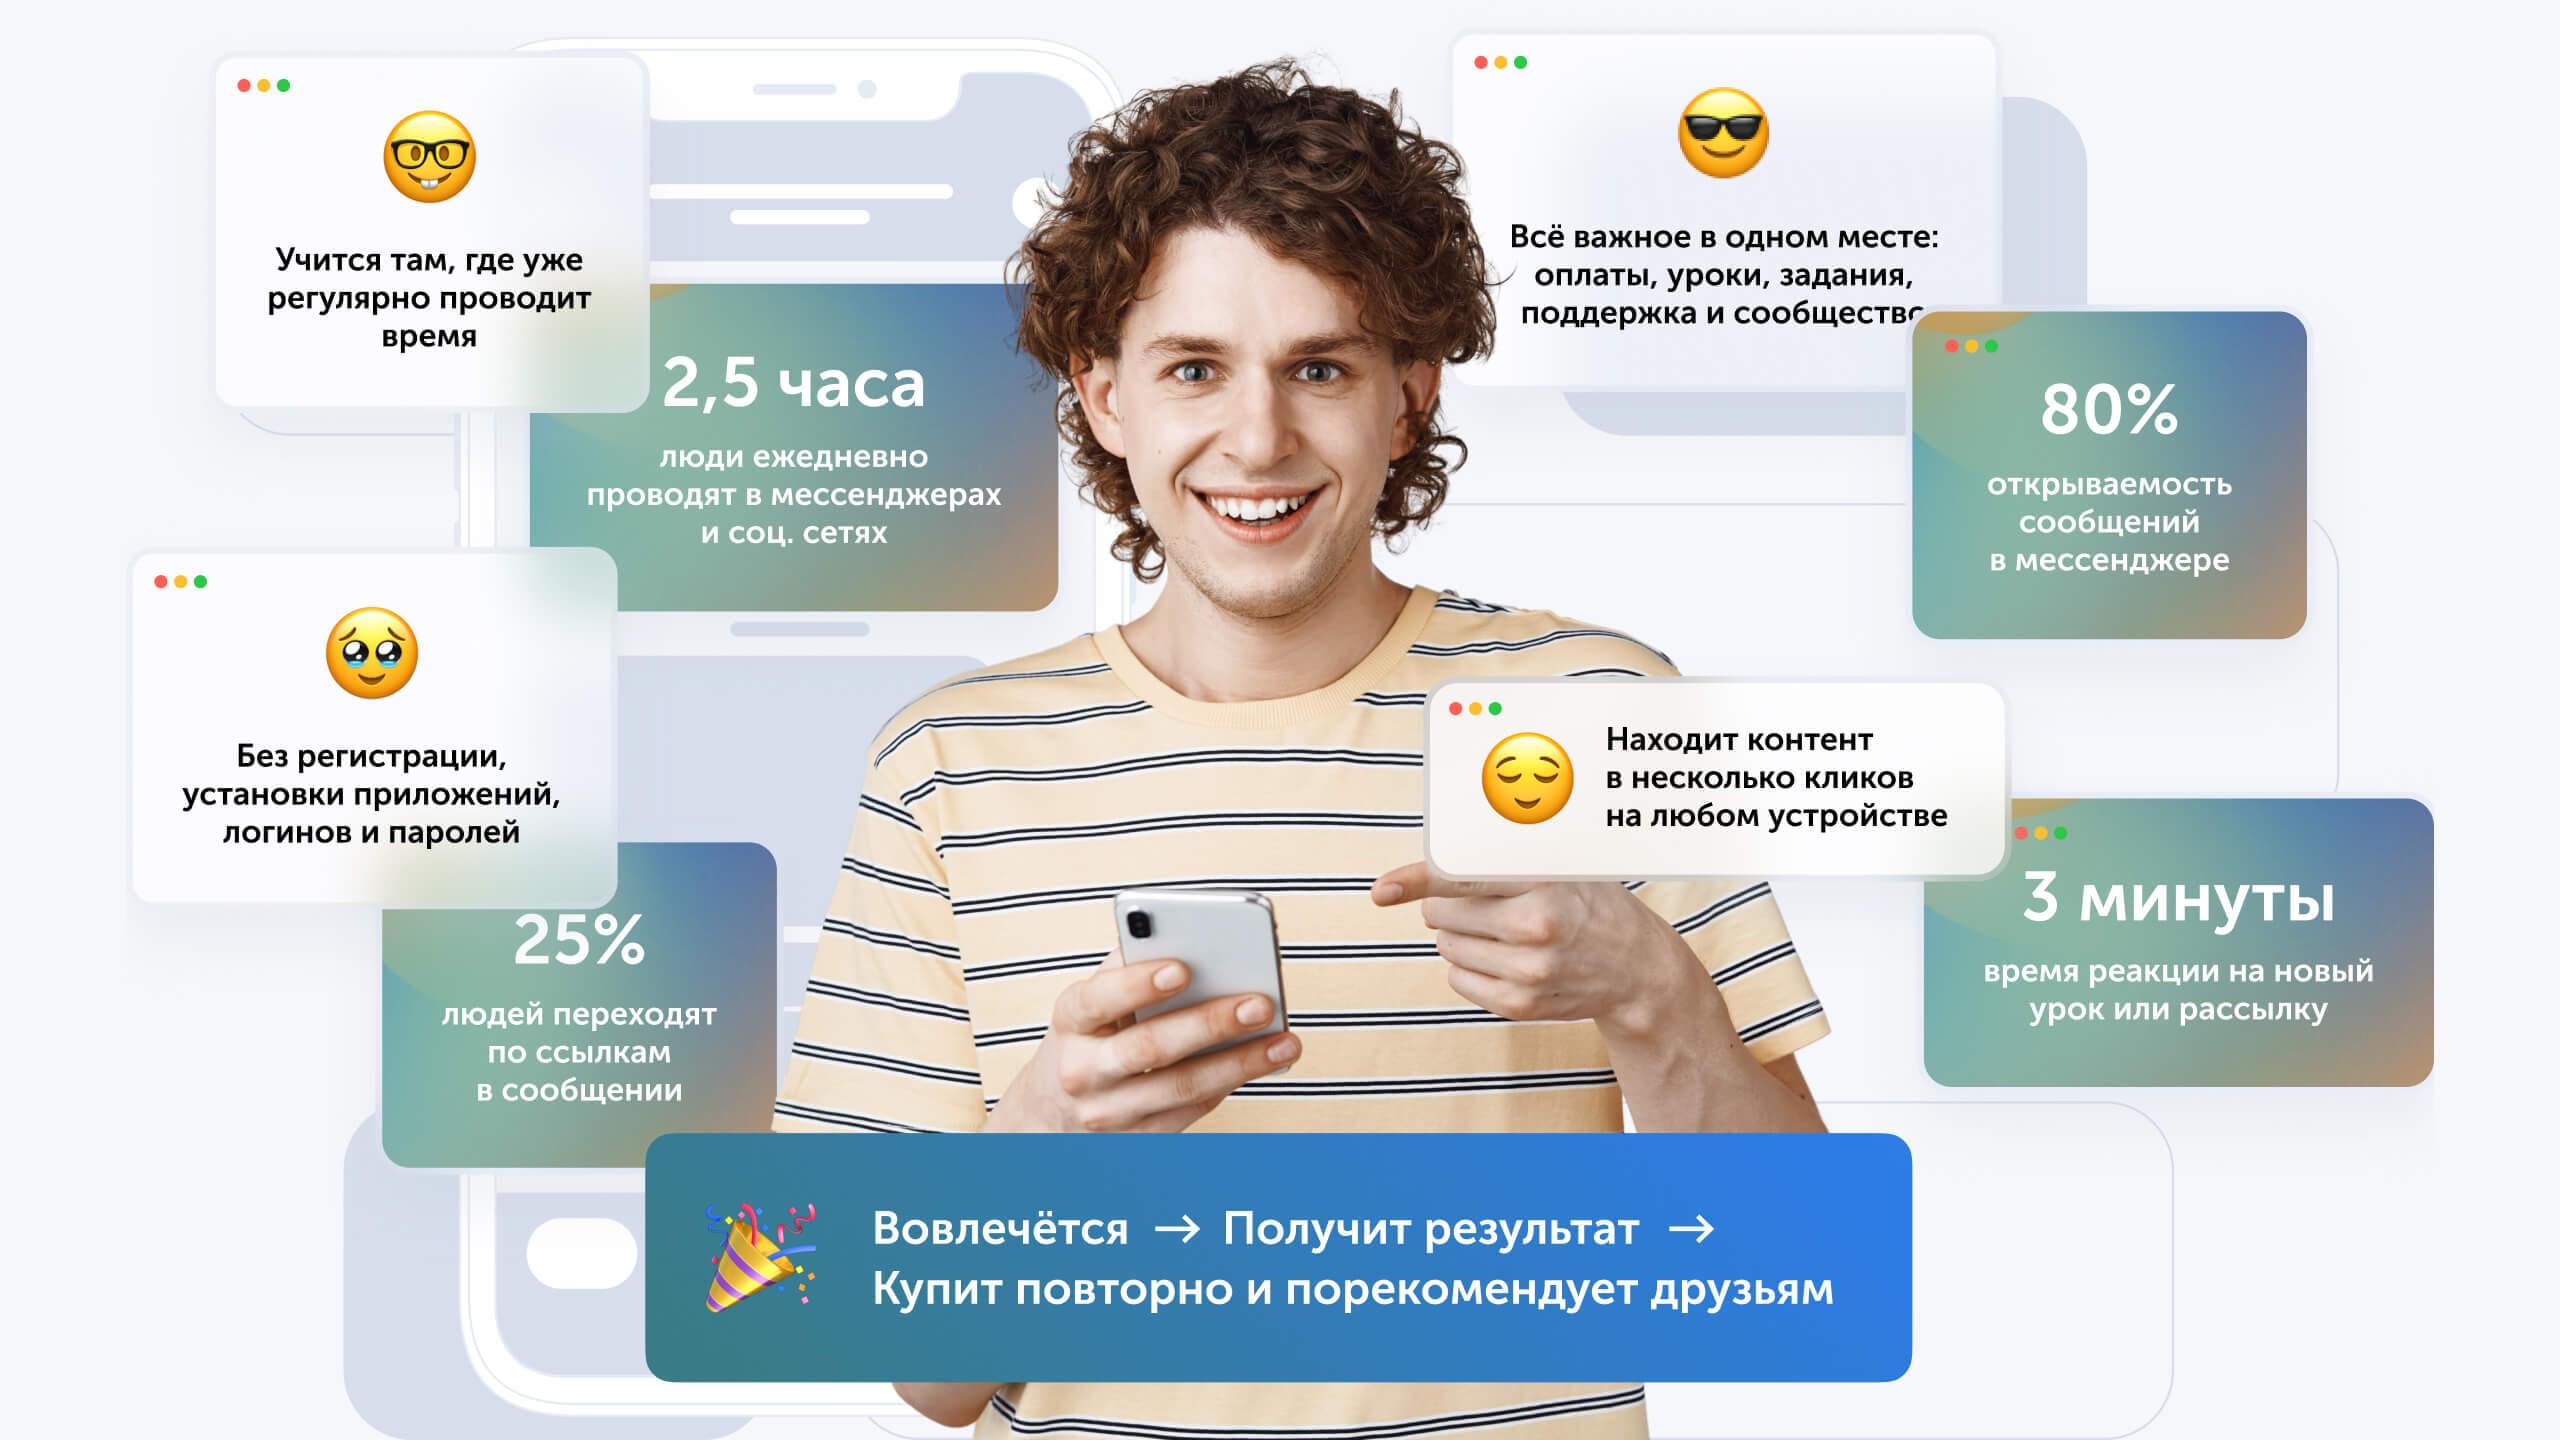 Учится там, где уже
регулярно проводит
время
2,5 часа
люди ежедневно
проводят в мессенджерах
и соц. сетях
Всё важное в одном месте:
оплаты, уроки, задания,
поддержка и сообщество
80%
открываемость
сообщений
в мессенджере
Без регистрации,
установки приложений,
логинов и паролей
25%
людей переходят
по ссылкам
в сообщении
Находит контент
в несколько кликов
на любом устройстве
3 минуты
время реакции на новый
урок или рассылку
Вовлечётся → Получит результат →
Купит повторно и порекомендует друзьям